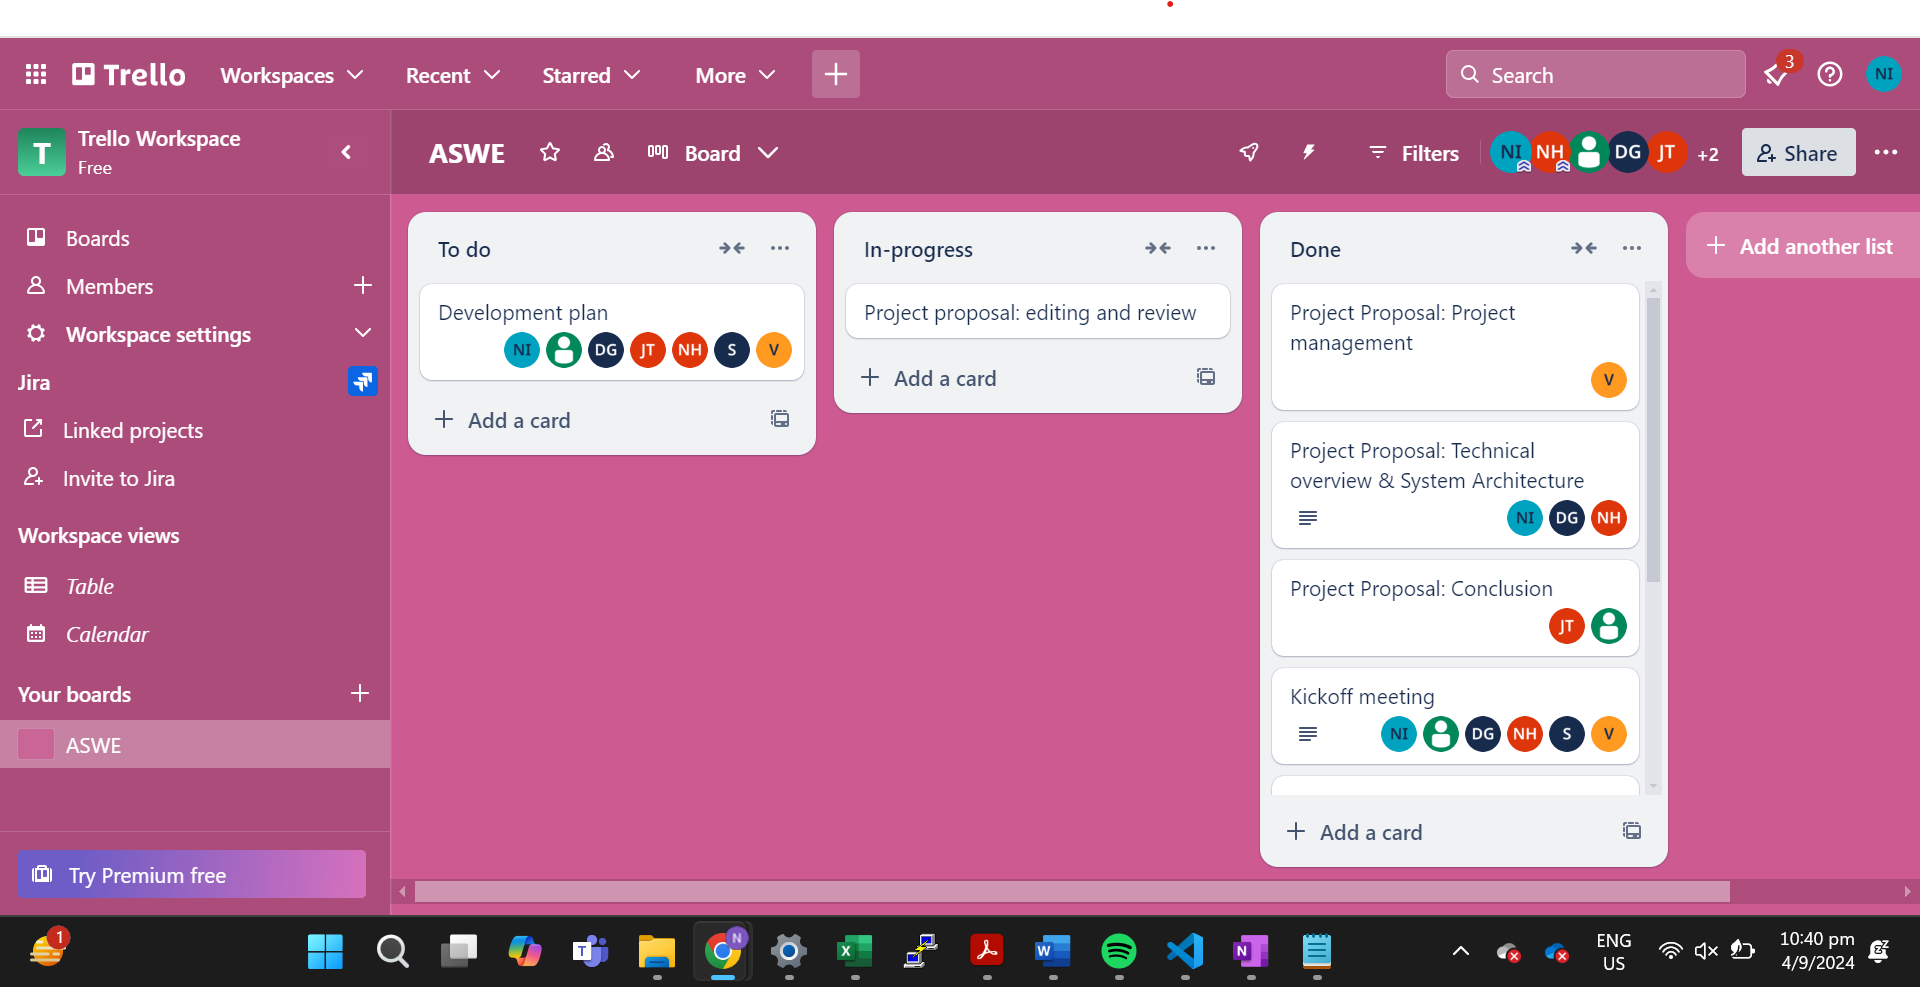 Trello
Workspaces
Recent
Starred
More
Search
3
NI
T
Trello Workspace
Free
ASWE
Board
Filters
NI
NH
DG
JT
+2
Share
Boards
Members
Workspace settings
Jira
Linked projects
Invite to Jira
Workspace views
Table
Calendar
Your boards
ASWE
Try Premium free
To do
Development plan
NI
DG
JT
NH
S
V
Add a card
In-progress
Project proposal: editing and review
Add a card
Done
Project Proposal: Project
management
V
Project Proposal: Technical
overview & System Architecture
NI
DG
NH
Project Proposal: Conclusion
JT
Kickoff meeting
NI
DG
NH
S
V
Add a card
Add another list
1
T
N
X
W
N
ENG
US
10:40 pm
4/9/2024